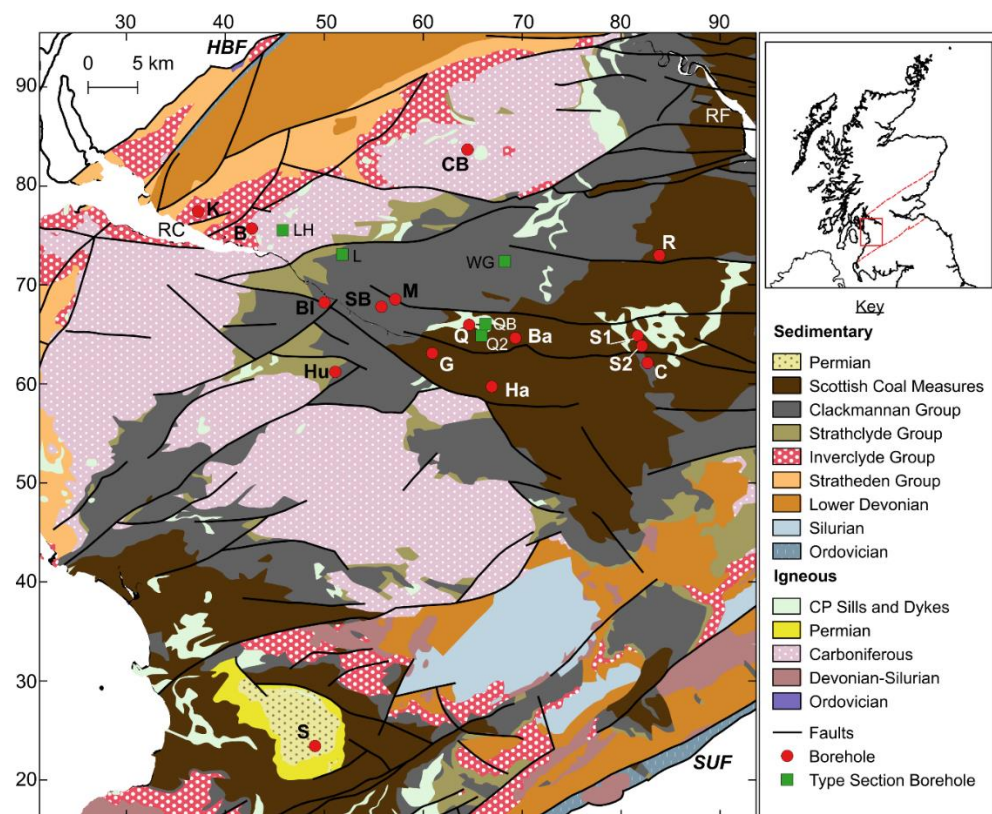 30 40 50 60 70 80 90
HBF
0 5 km
90
RF
CB
80
K
RC
B
LH
L
WG
R
70
BI
SB
M
Q
QB
Q2
Ba
S1
S2
G
C
Hu
Ha
60
50
40
30
S
SUF
20
Key
Sedimentary
Permian
Scottish Coal Measures
Clackmannan Group
Strathclyde Group
Inverclyde Group
Stratheden Group
Lower Devonian
Silurian
Ordovician
Igneous
CP Sills and Dykes
Permian
Carboniferous
Devonian-Silurian
Ordovician
Faults
Borehole
Type Section Borehole